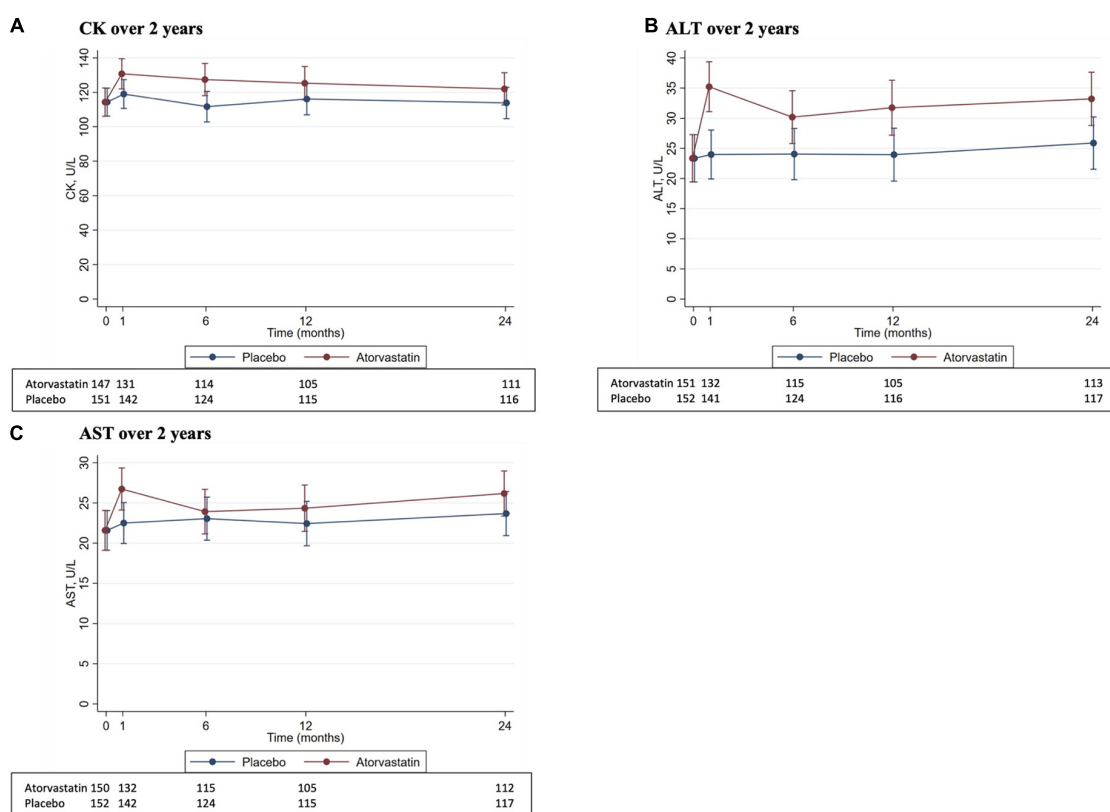 A
CK over 2 years
140
120
100
80
60
40
20
0
CK, U/L
0 1 6 12 24
Time (months)
Placebo Atorvastatin
Atorvastatin 147 131 114 105 111
Placebo 151 142 124 115 116
B
ALT over 2 years
40
35
30
25
20
15
10
5
0
ALT, U/L
0 1 6 12 24
Time (months)
Placebo Atorvastatin
Atorvastatin 151 132 115 105 113
Placebo 152 141 124 116 117
C
AST over 2 years
30
25
20
15
10
5
0
AST, U/L
0 1 6 12 24
Time (months)
Placebo Atorvastatin
Atorvastatin 150 132 115 105 112
Placebo 152 142 124 115 117